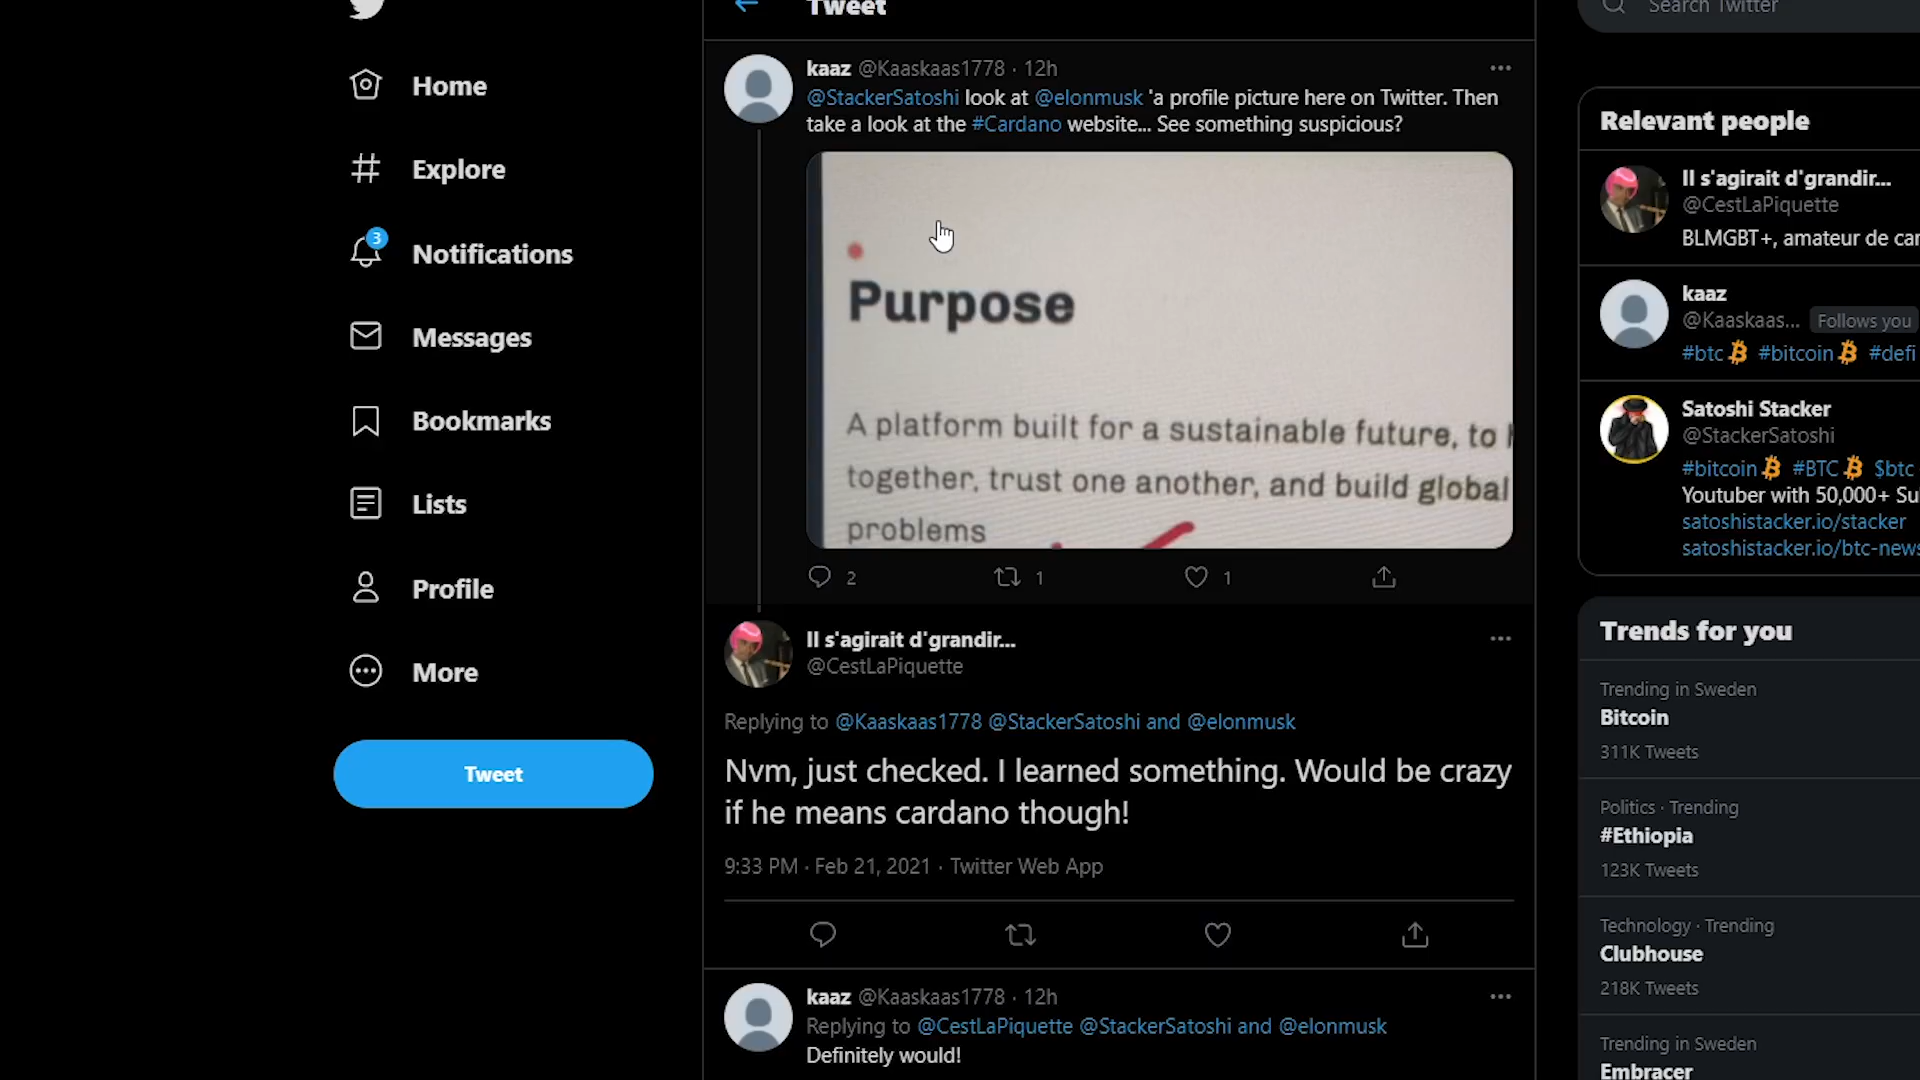 Home
Explore
3
Notifications
Messages
Bookmarks
Lists
Profile
More
Tweet
Tweet
kaaz @Kaaskaas1778 · 12h
@StackerSatoshi look at @elonmusk 'a profile picture here on Twitter. Then
take a look at the #Cardano website... See something suspicious?
Purpose
A platform built for a sustainable future, to
together, trust one another, and build global
problems
2
1
1
Il s'agirait d'grandir...
@CestLaPiquette
Replying to @Kaaskaas1778 @StackerSatoshi and @elonmusk
Nvm, just checked. I learned something. Would be crazy
if he means cardano though!
9:33 PM · Feb 21, 2021 · Twitter Web App
kaaz @Kaaskaas1778 · 12h
Replying to @CestLaPiquette @StackerSatoshi and @elonmusk
Definitely would!
Search Twitter
Relevant people
Il s'agirait d'grandir...
@CestLaPiquette
BLMGBT+, amateur de car
kaaz
@Kaaskaas... Follows you
#btc #bitcoin #defi
Satoshi Stacker
@StackerSatoshi
#bitcoin #BTC $btc
Youtuber with 50,000+ Su
satoshistacker.io/stacker
satoshistacker.io/btc-news
Trends for you
Trending in Sweden
Bitcoin
311K Tweets
Politics · Trending
#Ethiopia
123K Tweets
Technology · Trending
Clubhouse
218K Tweets
Trending in Sweden
Embracer